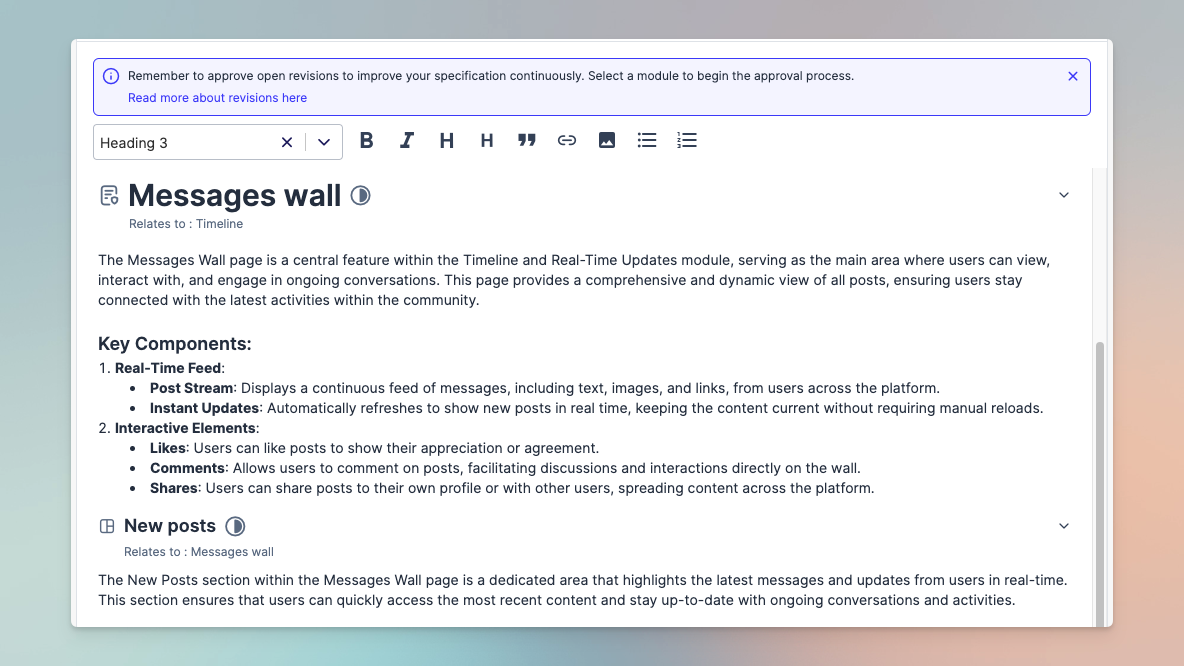 Remember to approve open revisions to improve your specification continuously. Select a module to begin the approval process.
Read more about revisions here
Heading 3
B I H H
Messages wall
Relates to : Timeline
The Messages Wall page is a central feature within the Timeline and Real-Time Updates module, serving as the main area where users can view,
interact with, and engage in ongoing conversations. This page provides a comprehensive and dynamic view of all posts, ensuring users stay
connected with the latest activities within the community.
Key Components:
1. Real-Time Feed:
• Post Stream: Displays a continuous feed of messages, including text, images, and links, from users across the platform.
• Instant Updates: Automatically refreshes to show new posts in real time, keeping the content current without requiring manual reloads.
2. Interactive Elements:
• Likes: Users can like posts to show their appreciation or agreement.
• Comments: Allows users to comment on posts, facilitating discussions and interactions directly on the wall.
• Shares: Users can share posts to their own profile or with other users, spreading content across the platform.
New posts
Relates to : Messages wall
The New Posts section within the Messages Wall page is a dedicated area that highlights the latest messages and updates from users in real-time.
This section ensures that users can quickly access the most recent content and stay up-to-date with ongoing conversations and activities.